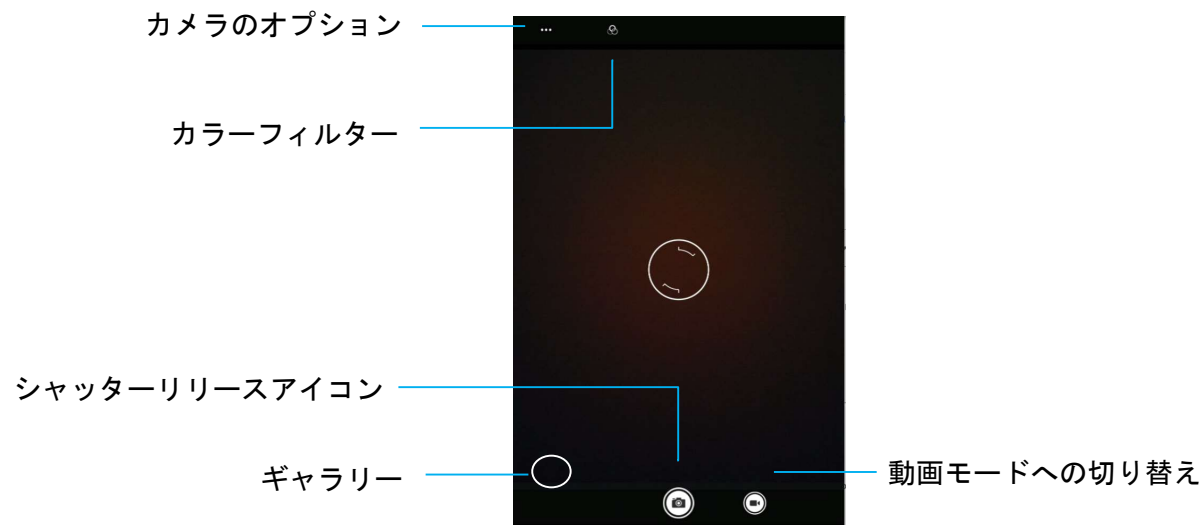 カメラのオプション
カラーフィルター
シャッターリリースアイコン
ギャラリー
動画モードへの切り替え